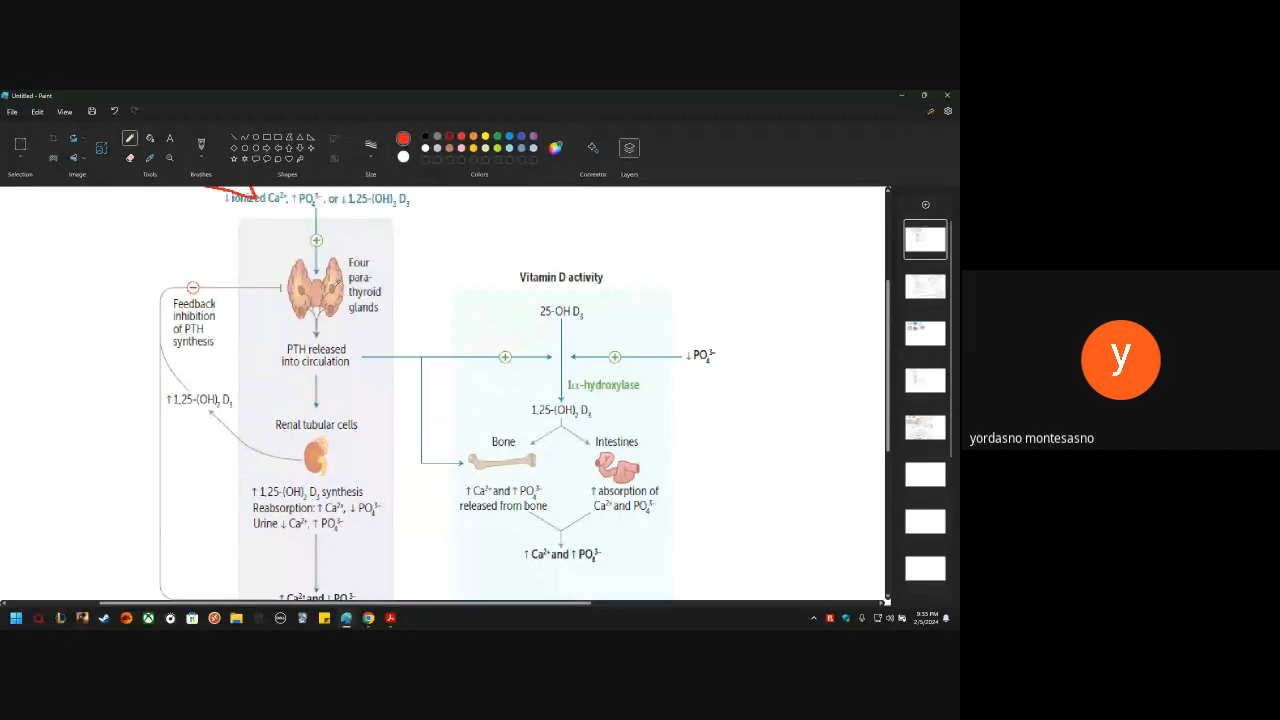 Untitled - Paint
File Edit View
Selection Image Tools Brushes Shapes Size Colors Cocreator Layers
↓ Ionized Ca²⁺, ↑ PO₄³⁻, or ↓ 1,25-(OH)₂ D₃
Four
para-
thyroid
glands
Feedback
inhibition
of PTH
synthesis
PTH released
into circulation
↑ 1,25-(OH)₂ D₃
Renal tubular cells
↑ 1,25-(OH)₂ D₃ synthesis
Reabsorption: ↑ Ca²⁺, ↓ PO₄³⁻
Urine ↓ Ca²⁺, ↑ PO₄³⁻
↑ Ca²⁺ and ↓ PO₄³⁻
Vitamin D activity
25-OH D₃
↓ PO₄³⁻
1α-hydroxylase
1,25-(OH)₂ D₃
Bone
Intestines
↑ Ca²⁺ and ↑ PO₄³⁻
released from bone
↑ absorption of
Ca²⁺ and PO₄³⁻
↑ Ca²⁺ and ↑ PO₄³⁻
9:33 PM
2/5/2024
y
yordasno montesasno